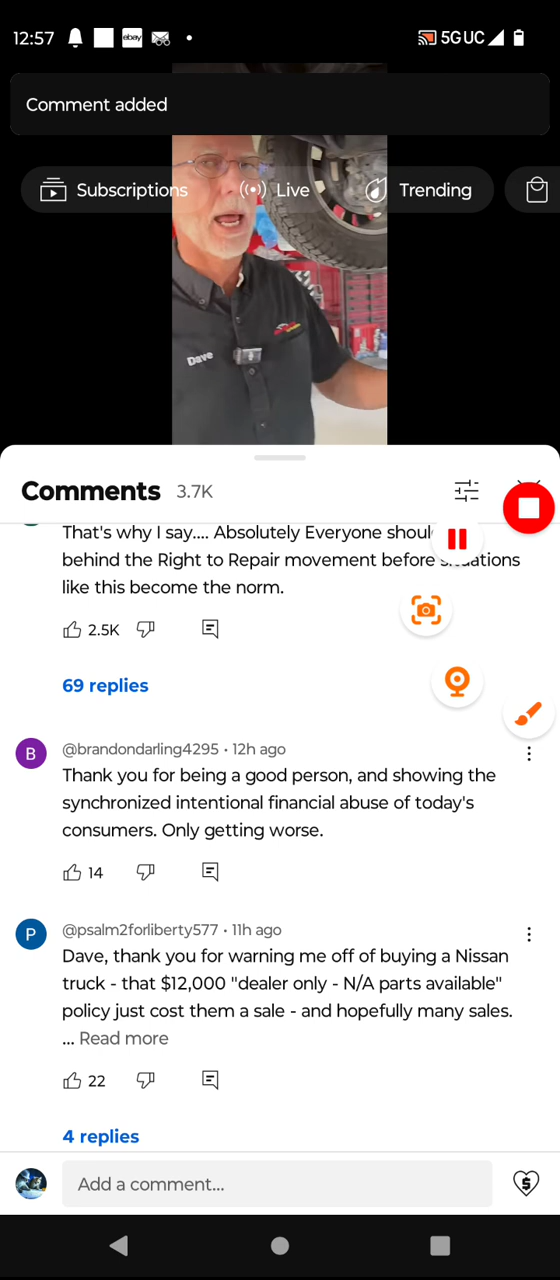 12:57
ebay
5G UC
Comment added
Subscriptions
Live
Trending
Dave
Comments 3.7K
That's why I say.... Absolutely Everyone
behind the Right to Repair movement before
like this become the norm.
2.5K
69 replies
B
@brandondarling4295 • 12h ago
Thank you for being a good person, and showing the
synchronized intentional financial abuse of today's
consumers. Only getting worse.
14
P
@psalm2forliberty577 • 11h ago
Dave, thank you for warning me off of buying a Nissan
truck - that $12,000 "dealer only - N/A parts available"
policy just cost them a sale - and hopefully many sales.
... Read more
22
4 replies
Add a comment...